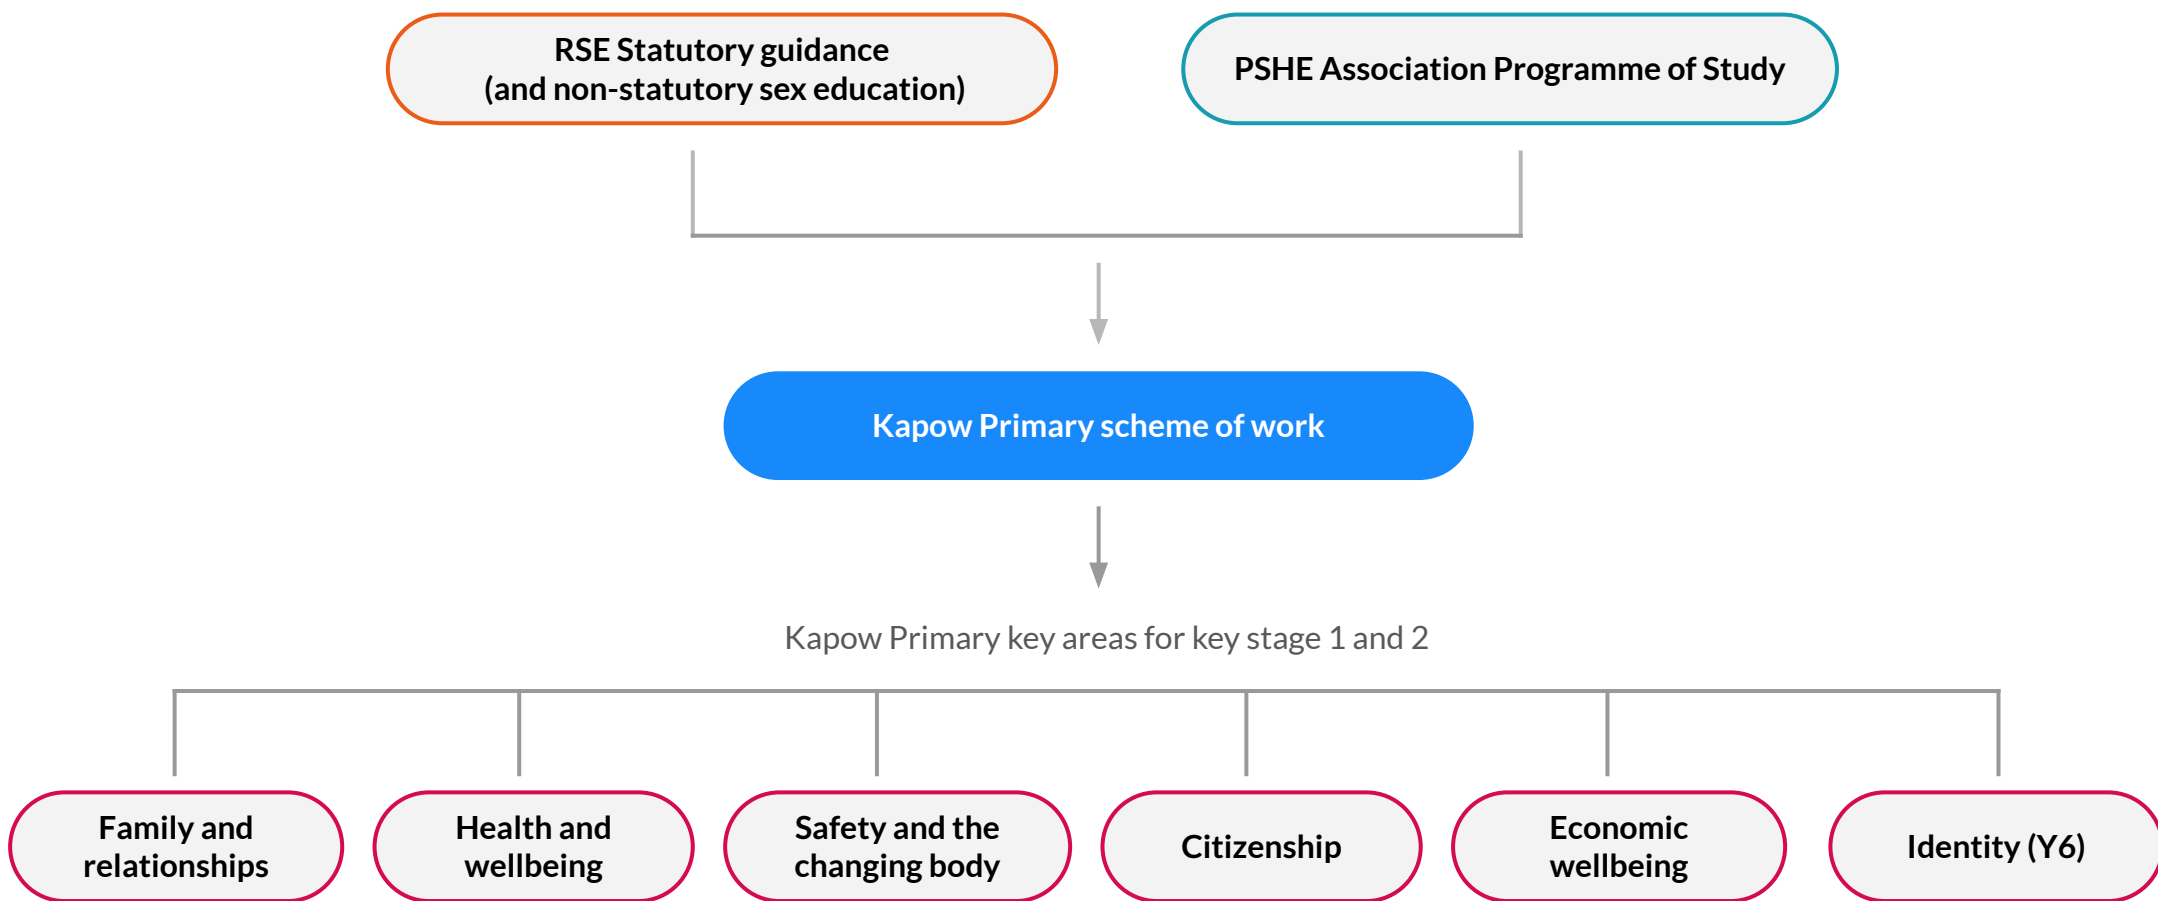 RSE Statutory guidance
(and non-statutory sex education)
PSHE Association Programme of Study
Kapow Primary scheme of work
Kapow Primary key areas for key stage 1 and 2
Family and
relationships
Health and
wellbeing
Safety and the
changing body
Citizenship
Economic
wellbeing
Identity (Y6)